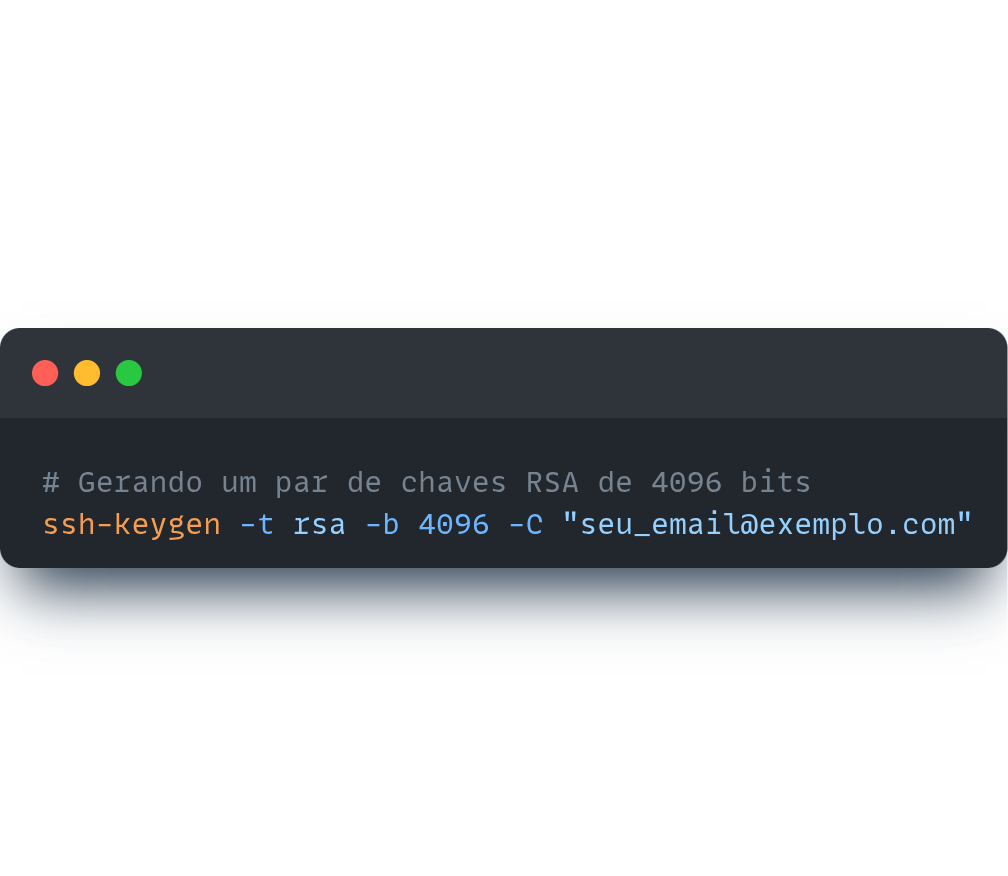 # Gerando um par de chaves RSA de 4096 bits
ssh-keygen -t rsa -b 4096 -C "seu_email@exemplo.com"